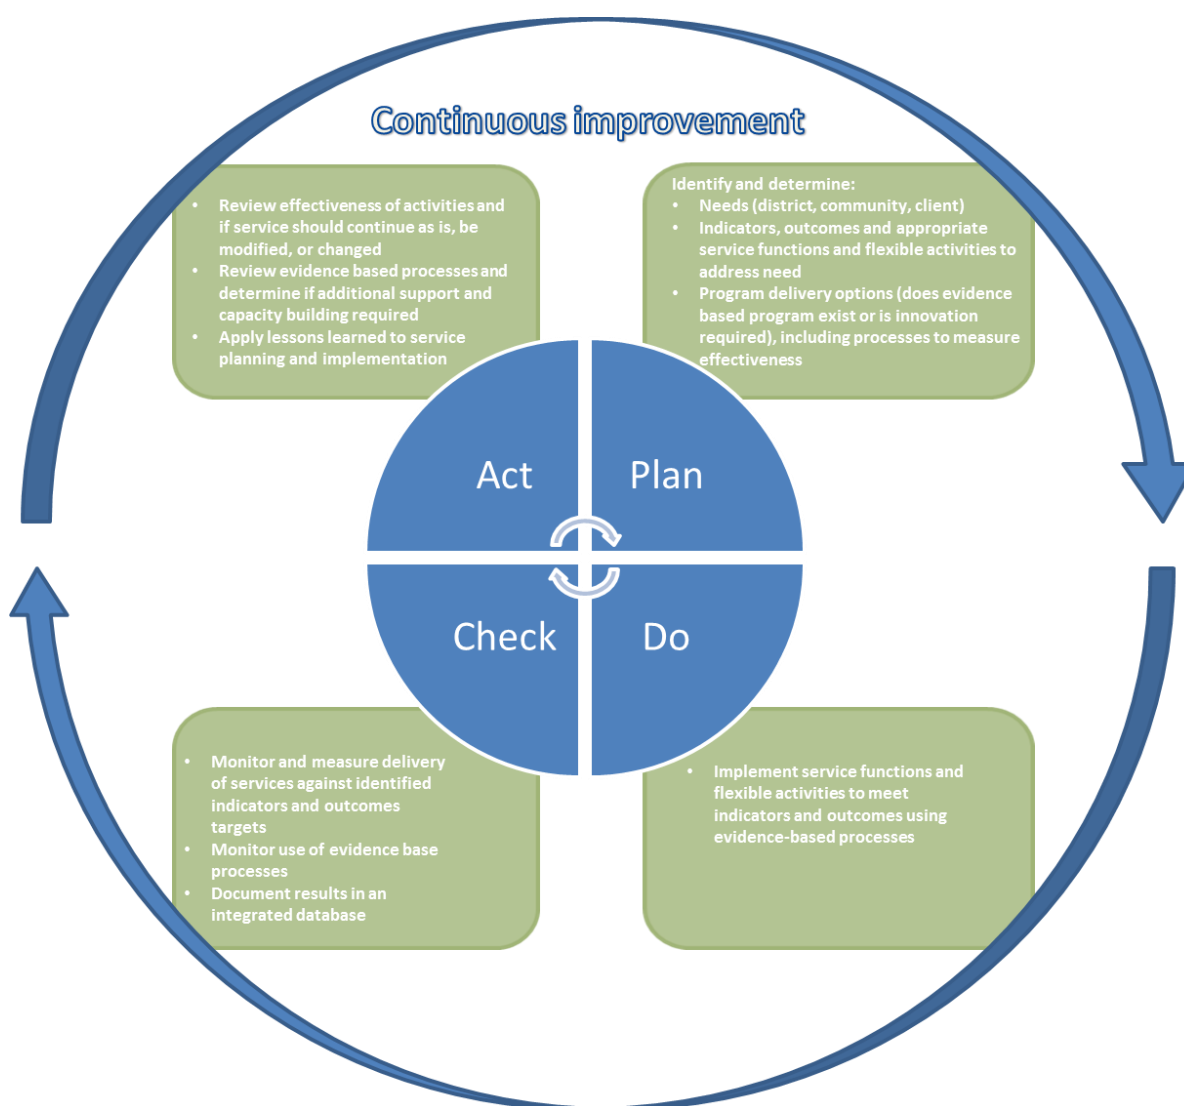 Continuous improvement
• Review effectiveness of activities and
if service should continue as is, be
modified, or changed
• Review evidence based processes and
determine if additional support and
capacity building required
• Apply lessons learned to service
planning and implementation
Identify and determine:
• Needs (district, community, client)
• Indicators, outcomes and appropriate
service functions and flexible activities to
address need
• Program delivery options (does evidence
based program exist or is innovation
required), including processes to measure
effectiveness
Act
Plan
Check
Do
• Monitor and measure delivery
of services against identified
indicators and outcomes
targets
• Monitor use of evidence base
processes
• Document results in an
integrated database
• Implement service functions and
flexible activities to meet
indicators and outcomes using
evidence-based processes